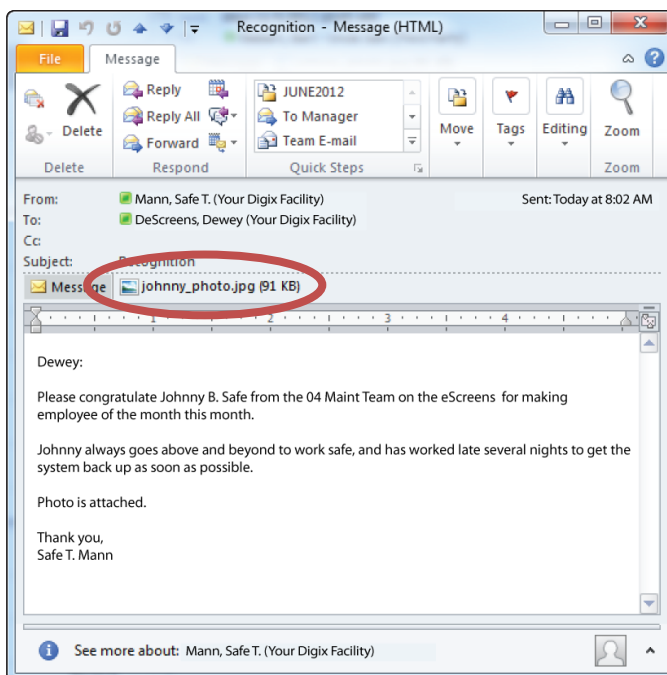 Recognition - Message (HTML)
File Message
Reply JUNE2012
Reply All To Manager
Delete Forward Team E-mail Move Tags Editing Zoom
Delete Respond Quick Steps Zoom
From: Mann, Safe T. (Your Digix Facility) Sent: Today at 8:02 AM
To: DeScreens, Dewey (Your Digix Facility)
Cc:
Subject: Recognition
Message johnny_photo.jpg (91 KB)
1 2 3 4
Dewey:
Please congratulate Johnny B. Safe from the 04 Maint Team on the eScreens for making
employee of the month this month.
Johnny always goes above and beyond to work safe, and has worked late several nights to get the
system back up as soon as possible.
Photo is attached.
Thank you,
Safe T. Mann
See more about: Mann, Safe T. (Your Digix Facility)